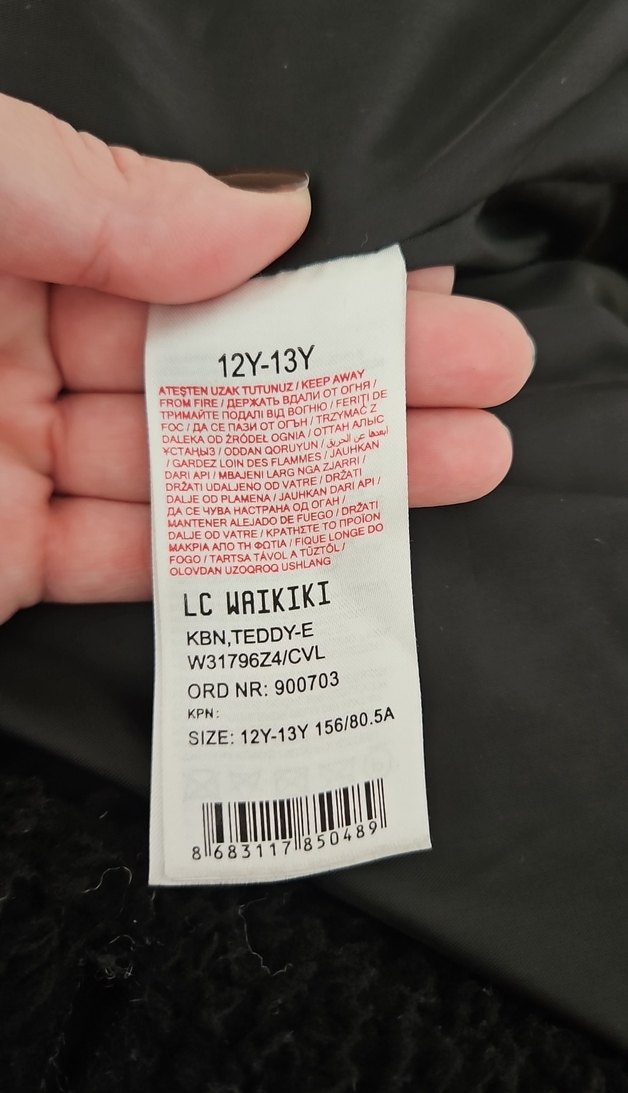 12Y-13Y
ATEŞTEN UZAK TUTUNUZ / KEEP AWAY
FROM FIRE / ДЕРЖАТЬ ВДАЛИ ОТ ОГНЯ /
ТРИМАЙТЕ ПОДАЛІ ВІД ВОГНЮ / FERIȚI DE
FOC / ДА СЕ ПАЗИ ОТ ОГЪН / TRZYMAĆ Z
DALEKA OD ŹRÓDEŁ OGNIA / ОТТАН АЛЫС
ҰСТАҢЫЗ / ODDAN QORUYUN / أبعدها عن الحريق
/ GARDEZ LOIN DES FLAMMES / JAUHKAN
DARI API / MBAJENI LARG NGA ZJARRI /
DRŽATI UDALJENO OD VATRE / DRŽATI
DALJE OD PLAMENA / JAUHKAN DARI API /
ДА СЕ ЧУВА НАСТРАНА ОД ОГАН /
MANTENER ALEJADO DE FUEGO / DRŽATI
DALJE OD VATRE / ΚΡΑΤΗΣΤΕ ΤΟ ΠΡΟΪΟΝ
ΜΑΚΡΙΑ ΑΠΟ ΤΗ ΦΩΤΙΑ / FIQUE LONGE DO
FOGO / TARTSA TÁVOL A TŰZTŐL /
OLOVDAN UZOQROQ USHLANG
LC WAIKIKI
KBN,TEDDY-E
W31796Z4/CVL
ORD NR: 900703
KPN:
SIZE: 12Y-13Y 156/80.5A
8 683117 850489